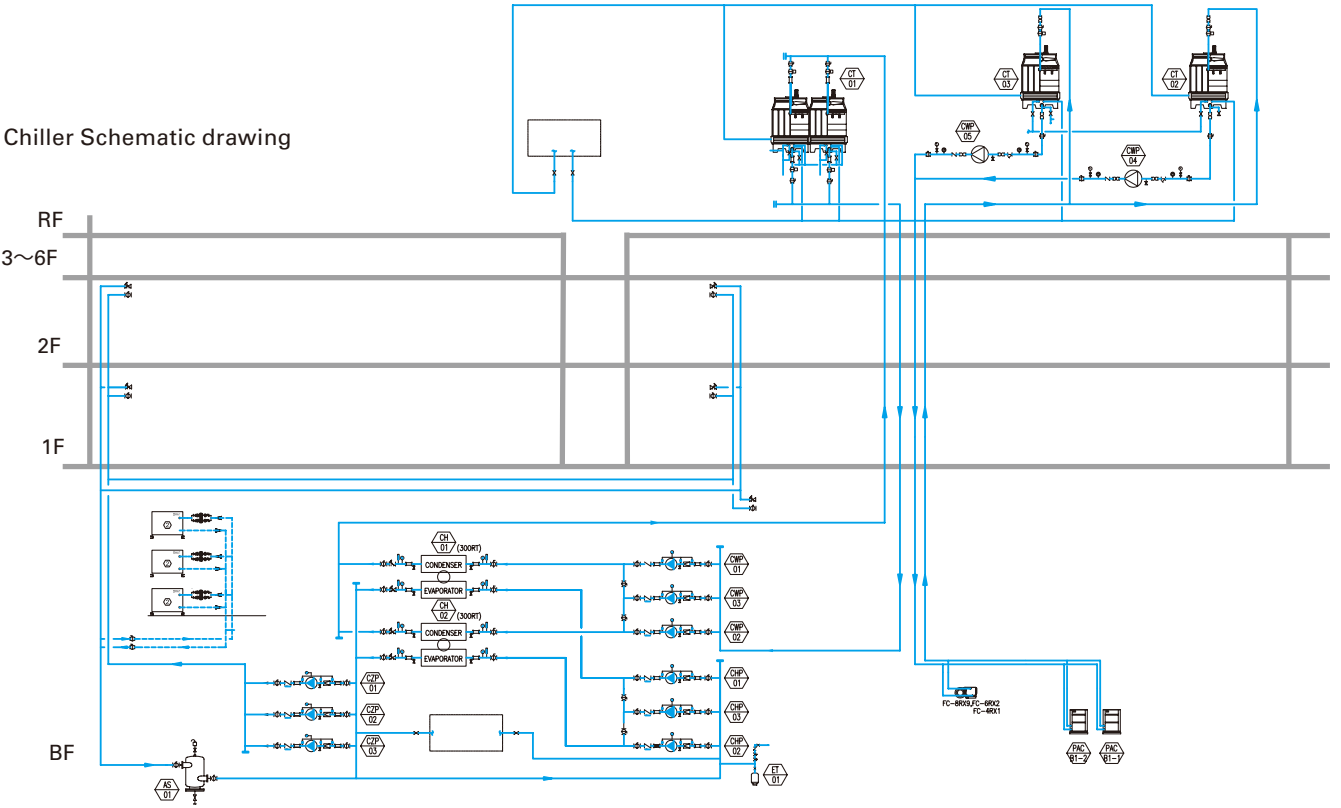 Chiller Schematic drawing
RF
3～6F
2F
1F
BF
CT
01
CT
03
CT
02
CWP
05
CWP
04
CH
01
(300RT)
CONDENSER
EVAPORATOR
CH
02
(300RT)
CONDENSER
EVAPORATOR
CWP
01
CWP
03
CWP
02
CHP
01
CHP
03
CHP
02
CZP
01
CZP
02
CZP
03
AS
01
ET
01
FC-8RX9,FC-6RX2
FC-4RX1
PAC
B1-2
PAC
B1-1